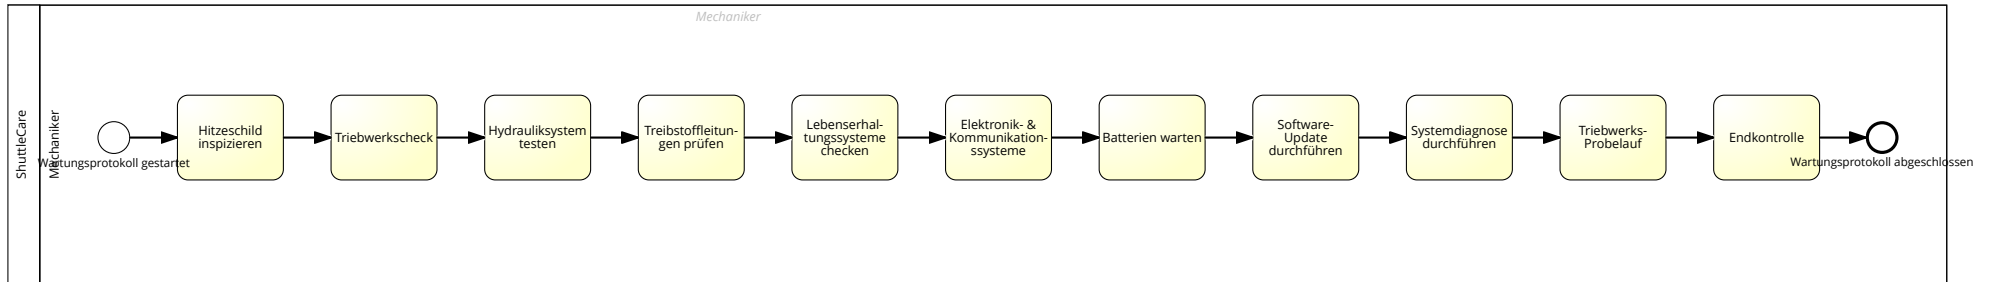 Mechaniker
ShuttleCare
Mechaniker
Wartungsprotokoll gestartet
Hitzeschild
inspizieren
Triebwerkscheck
Hydrauliksystem
testen
Treibstoffleitun-
gen prüfen
Lebenserhal-
tungssysteme
checken
Elektronik- &
Kommunikation-
ssysteme
Batterien warten
Software-
Update
durchführen
Systemdiagnose
durchführen
Triebwerks-
Probelauf
Endkontrolle
Wartungsprotokoll abgeschlossen